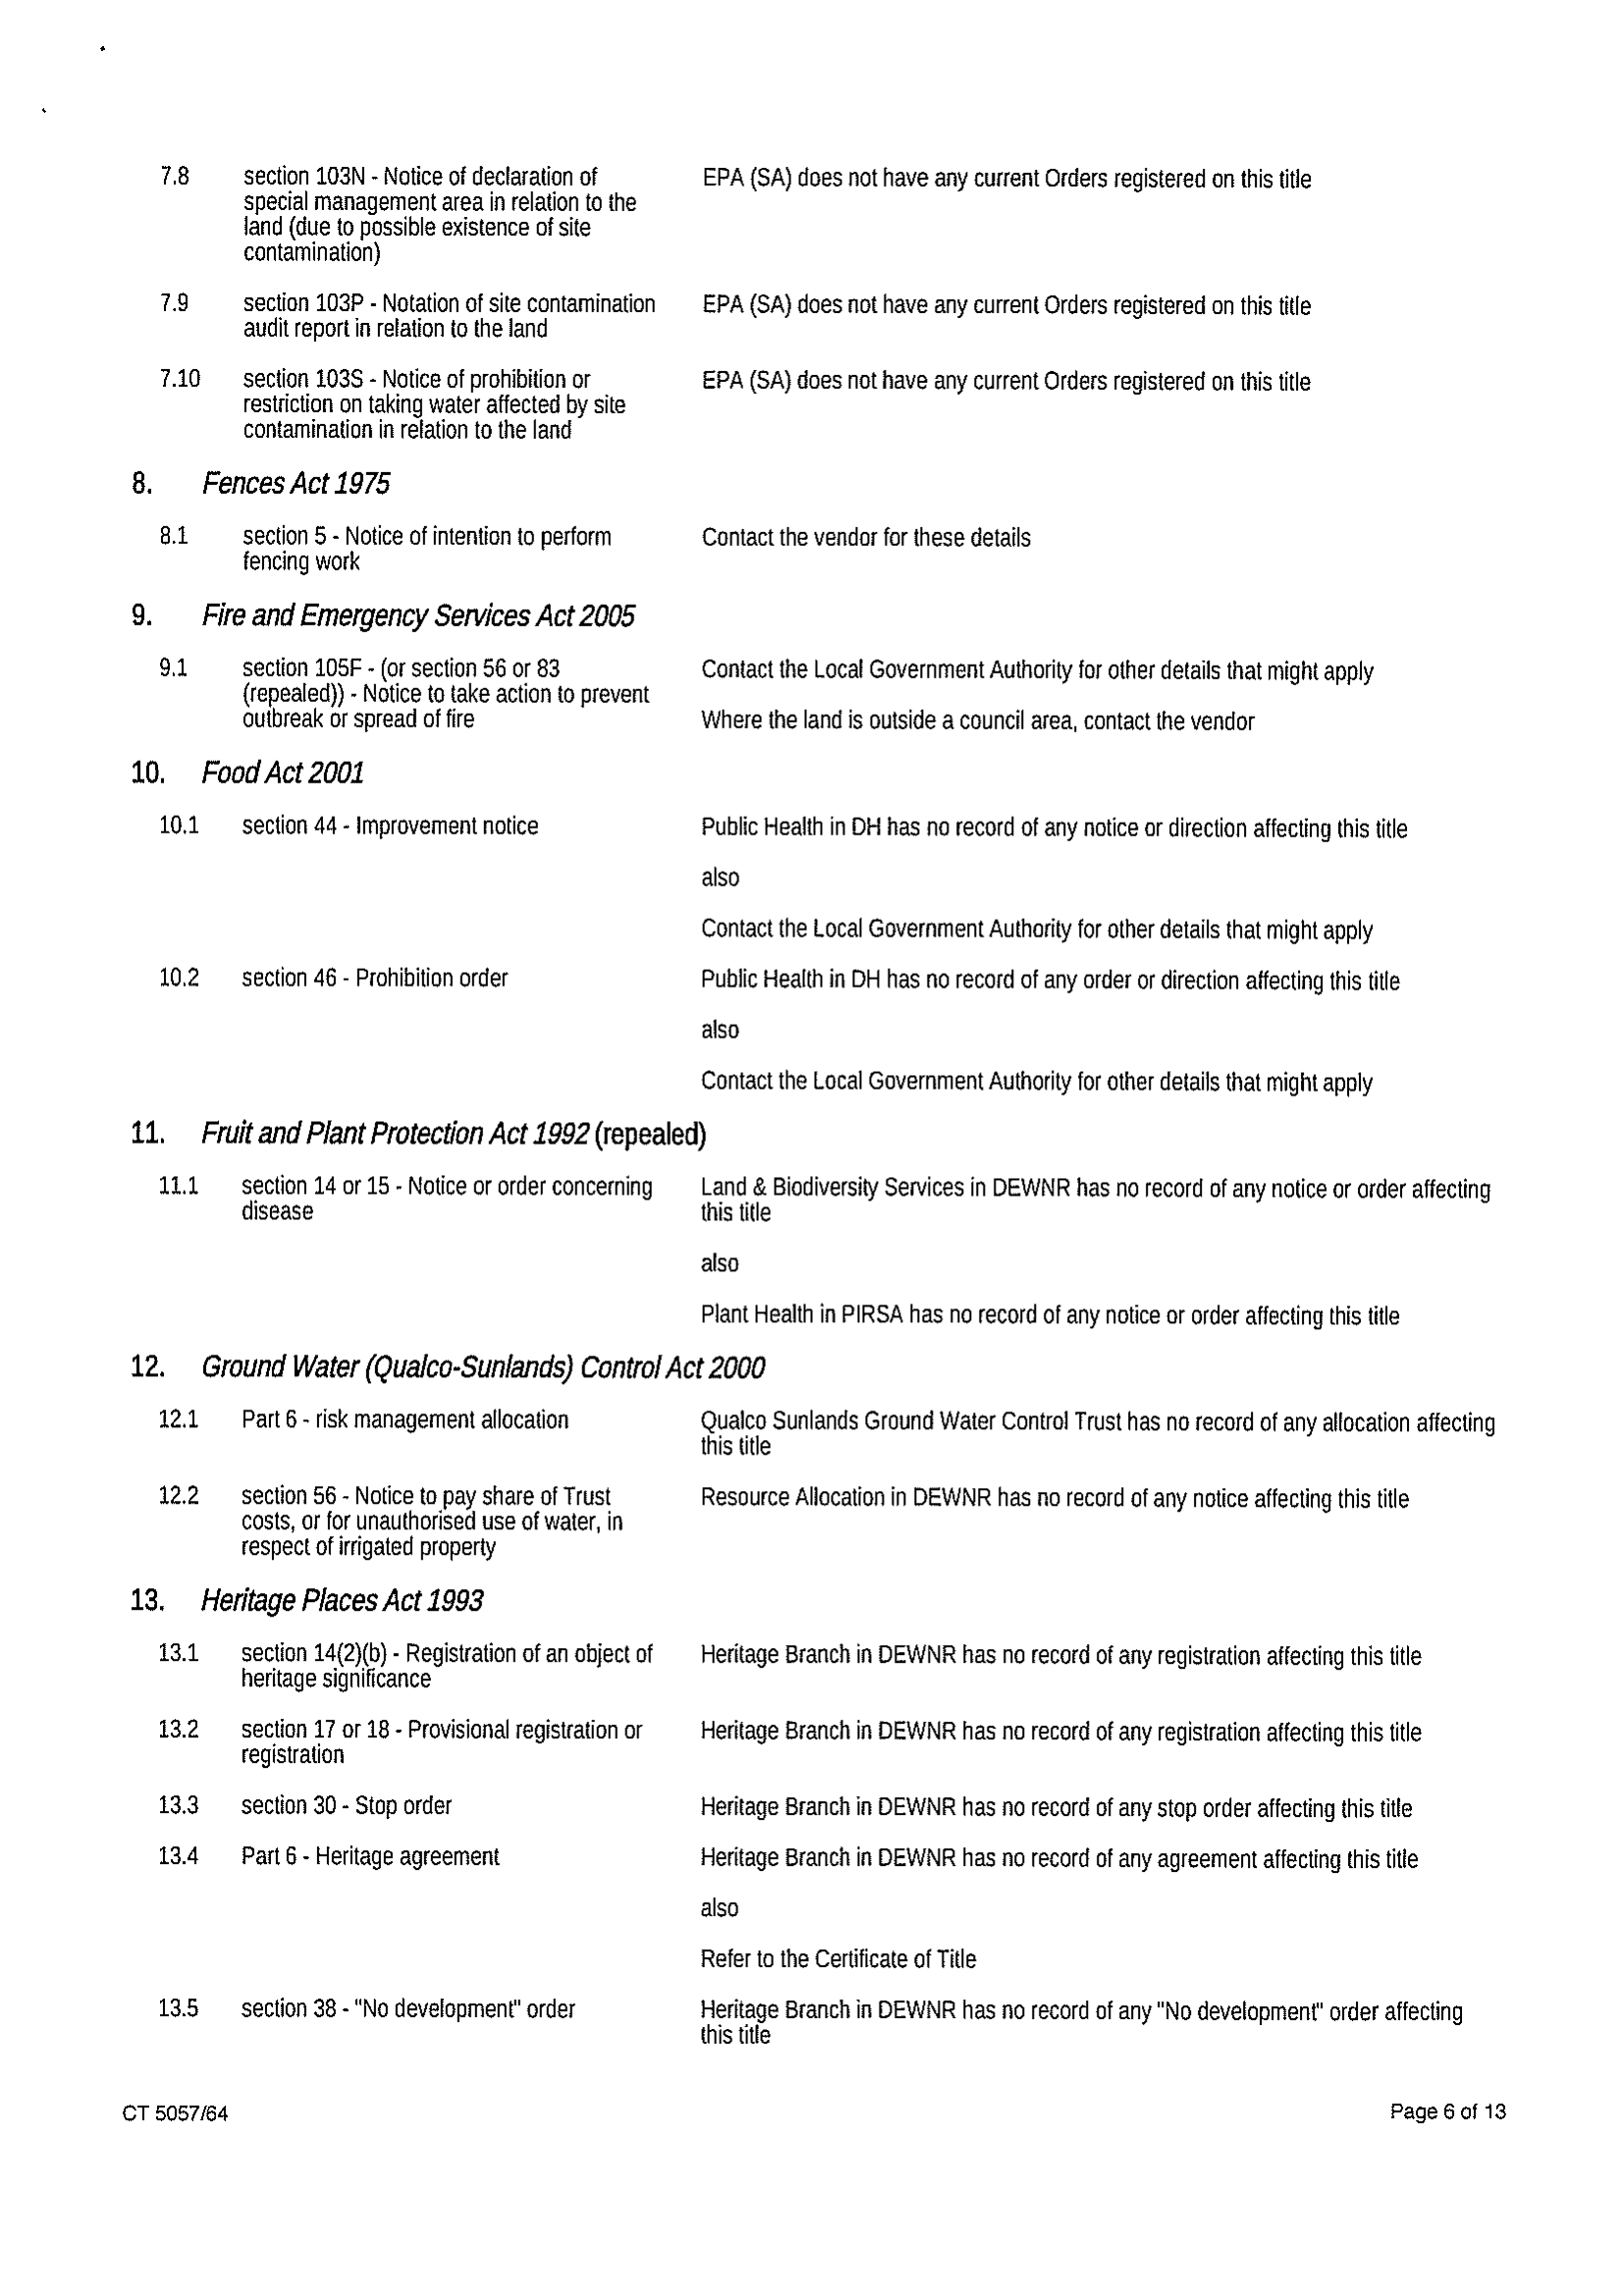 7.8 section 103N - Notice of declaration of EPA (SA) does not have any current Orders registered on this title
special management area in relation to the
land (due to possible existence of site
contamination)
7.9 section 103P - Notation of site contamination EPA (SA) does not have any current Orders registered on this title
audit report in relation to the land
7.10 section 103S - Notice of prohibition or EPA (SA) does not have any current Orders registered on this title
restriction on taking water affected by site
contamination in relation to the land
8. Fences Act 1975
8.1 section 5 - Notice of intention to perform Contact the vendor for these details
fencing work
9. Fire and Emergency Services Act 2005
9.1 section 105F - (or section 56 or 83 Contact the Local Government Authority for other details that might apply
(repealed)) - Notice to take action to prevent
outbreak or spread of fire Where the land is outside a council area, contact the vendor
10. Food Act 2001
10.1 section 44 - Improvement notice Public Health in DH has no record of any notice or direction affecting this title
also
Contact the Local Government Authority for other details that might apply
10.2 section 46 - Prohibition order Public Health in DH has no record of any order or direction affecting this title
also
Contact the Local Government Authority for other details that might apply
11. Fruit and Plant Protection Act 1992 (repealed)
11.1 section 14 or 15 - Notice or order concerning Land & Biodiversity Services in DEWNR has no record of any notice or order affecting
disease this title
also
Plant Health in PIRSA has no record of any notice or order affecting this title
12. Ground Water (Qualco-Sunlands) Control Act 2000
12.1 Part 6 - risk management allocation Qualco Sunlands Ground Water Control Trust has no record of any allocation affecting
this title
12.2 section 56 - Notice to pay share of Trust Resource Allocation in DEWNR has no record of any notice affecting this title
costs, or for unauthorised use of water, in
respect of irrigated property
13. Heritage Places Act 1993
13.1 section 14(2)(b) - Registration of an object of Heritage Branch in DEWNR has no record of any registration affecting this title
heritage significance
13.2 section 17 or 18 - Provisional registration or Heritage Branch in DEWNR has no record of any registration affecting this title
registration
13.3 section 30 - Stop order Heritage Branch in DEWNR has no record of any stop order affecting this title
13.4 Part 6 - Heritage agreement Heritage Branch in DEWNR has no record of any agreement affecting this title
also
Refer to the Certificate of Title
13.5 section 38 - "No development" order Heritage Branch in DEWNR has no record of any "No development" order affecting
this title
CT 5057/64 Page 6 of 13